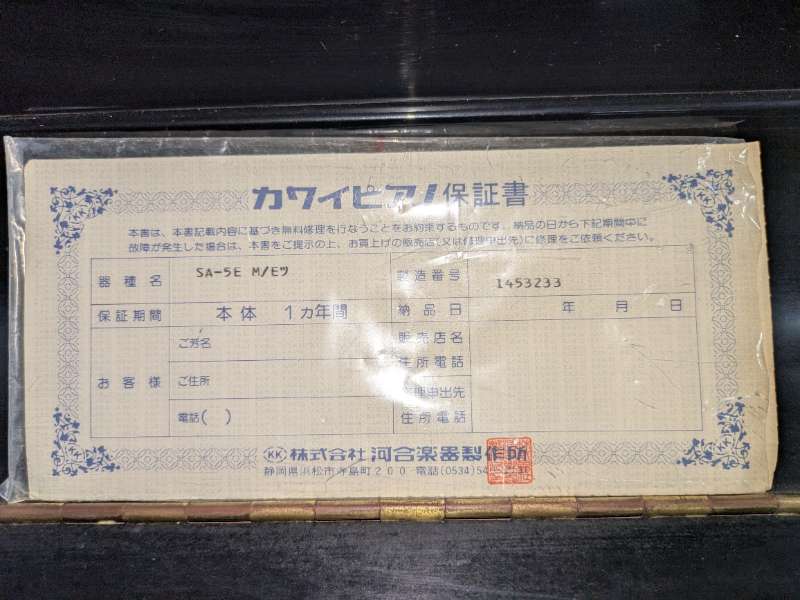 カワイピアノ保証書
本書は、本書記載内容に基づき無料修理を行なうことをお約束するものです。納品の日から下記期間中に
故障が発生した場合は、本書をご提示の上、お買上げの販売店(又は修理申出先)に修理をご依頼ください。
器種名 SA-5E M/Eツ 製造番号 1453233
保証期間 本体 1カ年間 納品日 年 月 日
お客様
ご芳名
ご住所
電話( )
販売店名
住所電話
修理申出先
住所電話
KK 株式会社 河合楽器製作所
静岡県浜松市寺島町200 電話(0534)